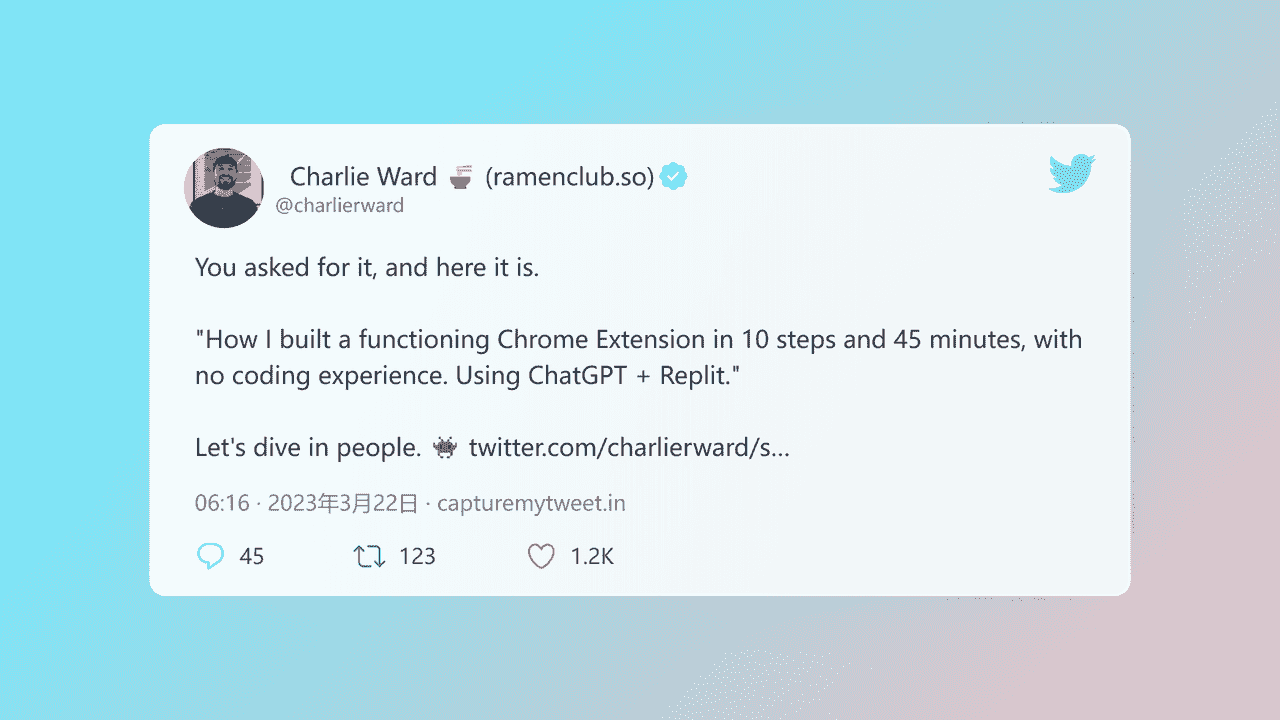 Charlie Ward 🍜 (ramenclub.so)
@charlierward
You asked for it, and here it is.
"How I built a functioning Chrome Extension in 10 steps and 45 minutes, with
no coding experience. Using ChatGPT + Replit."
Let's dive in people. 👾 twitter.com/charlierward/s...
06:16 · 2023年3月22日 · capturemytweet.in
45 123 1.2K